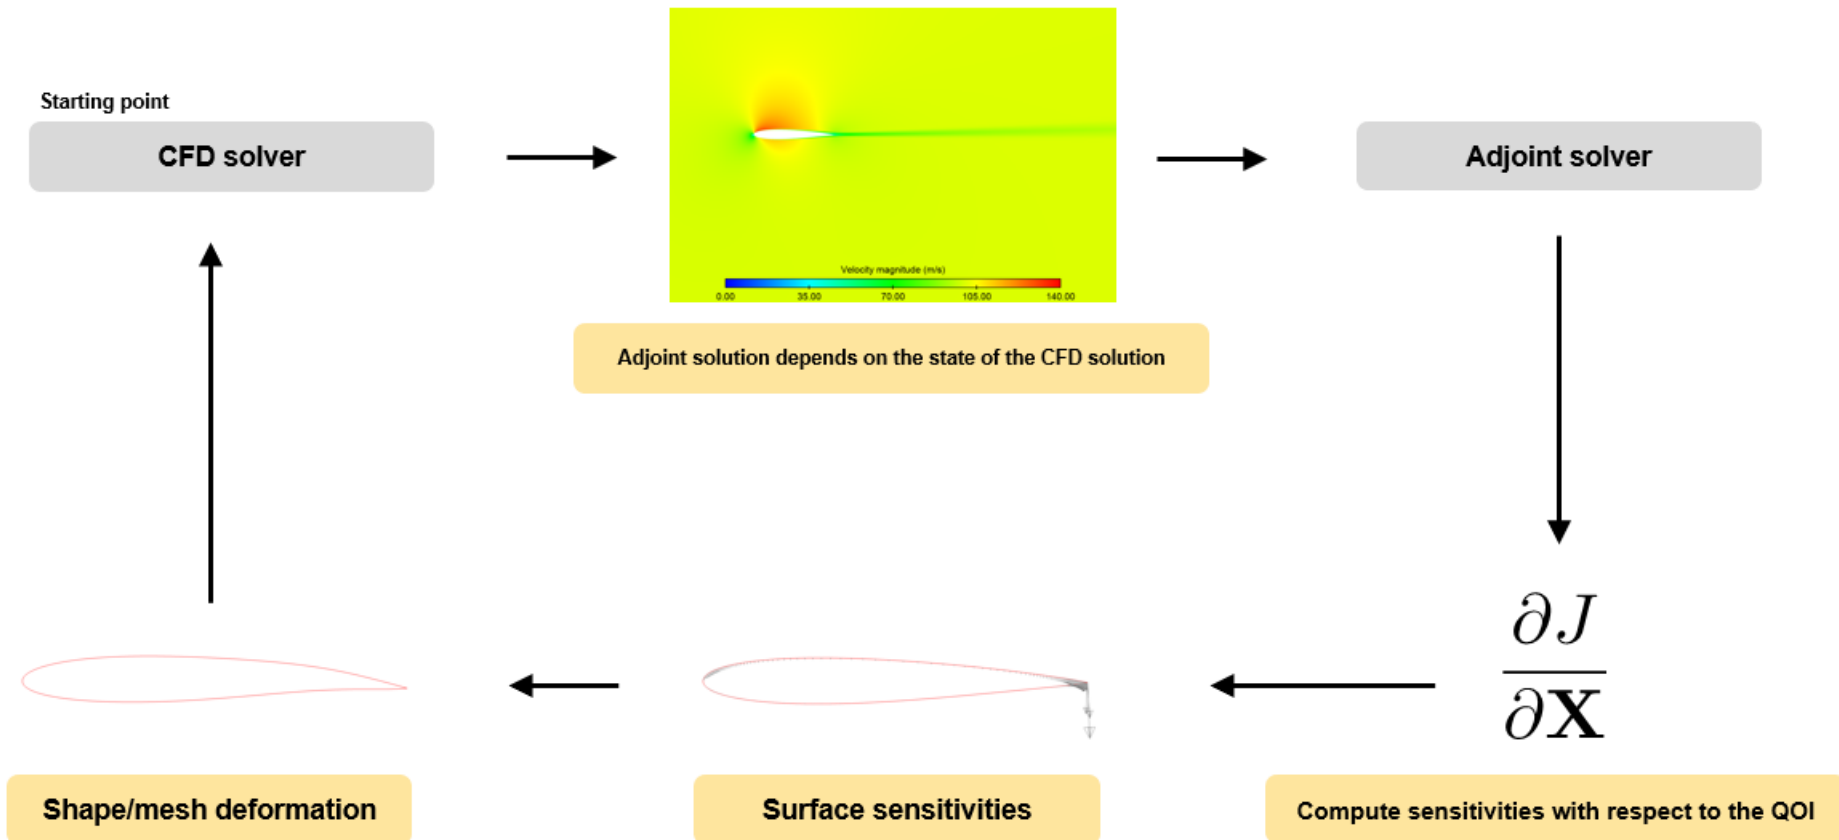 Starting point
CFD solver
Adjoint solver
Velocity magnitude (m/s)
0.00 35.00 70.00 105.00 140.00
Adjoint solution depends on the state of the CFD solution
∂J
∂X
Shape/mesh deformation
Surface sensitivities
Compute sensitivities with respect to the QOI